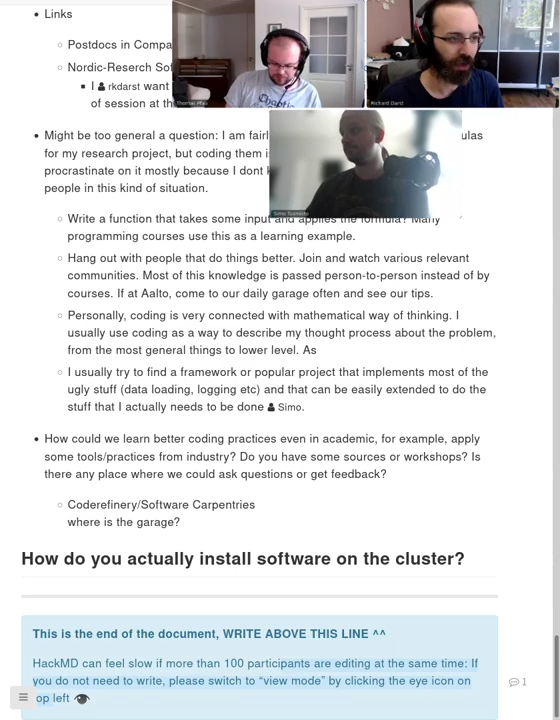 Links
Postdocs in Compa
Nordic-Reserch Sof
I rkdarst want
of session at th
Thomas Pfau
Richard Darst
Might be too general a question: I am fairl
ulas
for my research project, but coding them i
procrastinate on it mostly because I dont k
people in this kind of situation.
Write a function that takes some input and applies the formula? Many
programming courses use this as a learning example.
Hang out with people that do things better. Join and watch various relevant
communities. Most of this knowledge is passed person-to-person instead of by
courses. If at Aalto, come to our daily garage often and see our tips.
Personally, coding is very connected with mathematical way of thinking. I
usually use coding as a way to describe my thought process about the problem,
from the most general things to lower level. As
I usually try to find a framework or popular project that implements most of the
ugly stuff (data loading, logging etc) and that can be easily extended to do the
stuff that I actually needs to be done Simo.
How could we learn better coding practices even in academic, for example, apply
some tools/practices from industry? Do you have some sources or workshops? Is
there any place where we could ask questions or get feedback?
Coderefinery/Software Carpentries
where is the garage?
How do you actually install software on the cluster?
This is the end of the document, WRITE ABOVE THIS LINE ^^
HackMD can feel slow if more than 100 participants are editing at the same time: If
you do not need to write, please switch to “view mode” by clicking the eye icon on
op left
1